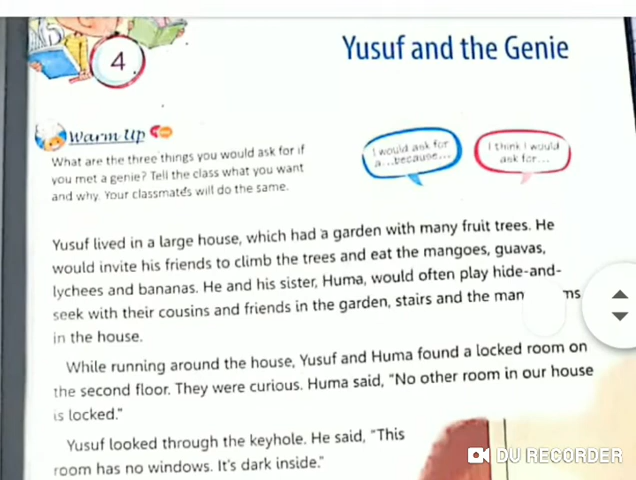 4
Yusuf and the Genie
Warm Up
What are the three things you would ask for if
you met a genie? Tell the class what you want
and why. Your classmates will do the same.
I would ask for
a...because...
I think I would
ask for...
Yusuf lived in a large house, which had a garden with many fruit trees. He
would invite his friends to climb the trees and eat the mangoes, guavas,
lychees and bananas. He and his sister, Huma, would often play hide-and-
seek with their cousins and friends in the garden, stairs and the
in the house.
While running around the house, Yusuf and Huma found a locked room on
the second floor. They were curious. Huma said, "No other room in our house
is locked."
Yusuf looked through the keyhole. He said, "This
room has no windows. It's dark inside."
DU RECORDER